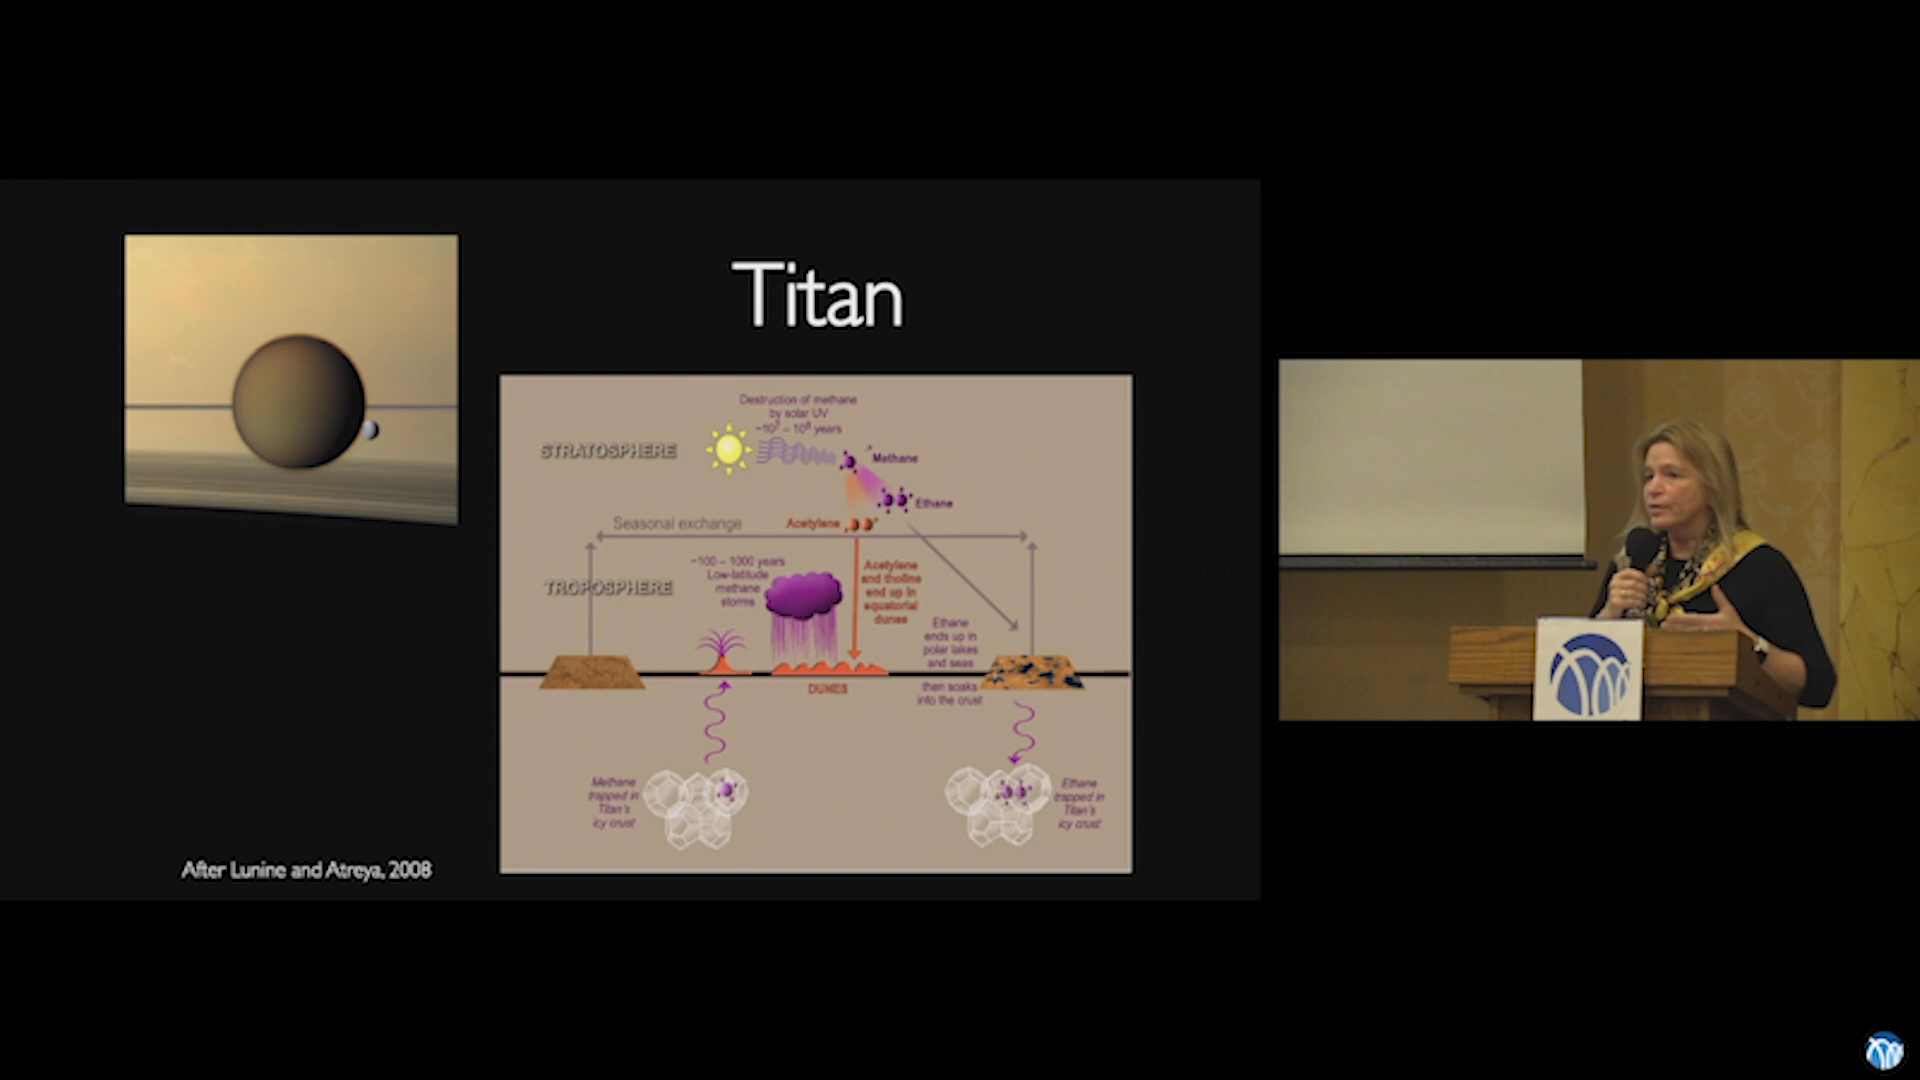 Titan
Destruction of methane
by solar UV
~10⁷ – 10⁸ years
STRATOSPHERE
Methane
Ethane
Seasonal exchange
Acetylene
~100 – 1000 years
Low-latitude
methane
storms
TROPOSPHERE
Acetylene
and tholins
end up in
equatorial
dunes
Ethane
ends up in
polar lakes
and seas
then soaks
into the crust
DUNES
Methane
trapped in
Titan's
icy crust
Ethane
trapped in
Titan's
icy crust
After Lunine and Atreya, 2008